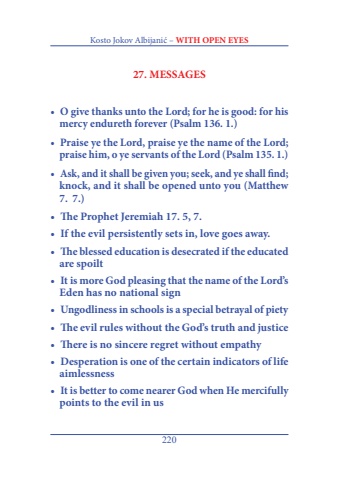 Kosto Jokov Albijanić – WITH OPEN EYES
27. MESSAGES
• O give thanks unto the Lord; for he is good: for his
mercy endureth forever (Psalm 136. 1.)
• Praise ye the Lord, praise ye the name of the Lord;
praise him, o ye servants of the Lord (Psalm 135. 1.)
• Ask, and it shall be given you; seek, and ye shall find;
knock, and it shall be opened unto you (Matthew
7. 7.)
• The Prophet Jeremiah 17. 5, 7.
• If the evil persistently sets in, love goes away.
• The blessed education is desecrated if the educated
are spoilt
• It is more God pleasing that the name of the Lord’s
Eden has no national sign
• Ungodliness in schools is a special betrayal of piety
• The evil rules without the God’s truth and justice
• There is no sincere regret without empathy
• Desperation is one of the certain indicators of life
aimlessness
• It is better to come nearer God when He mercifully
points to the evil in us
220